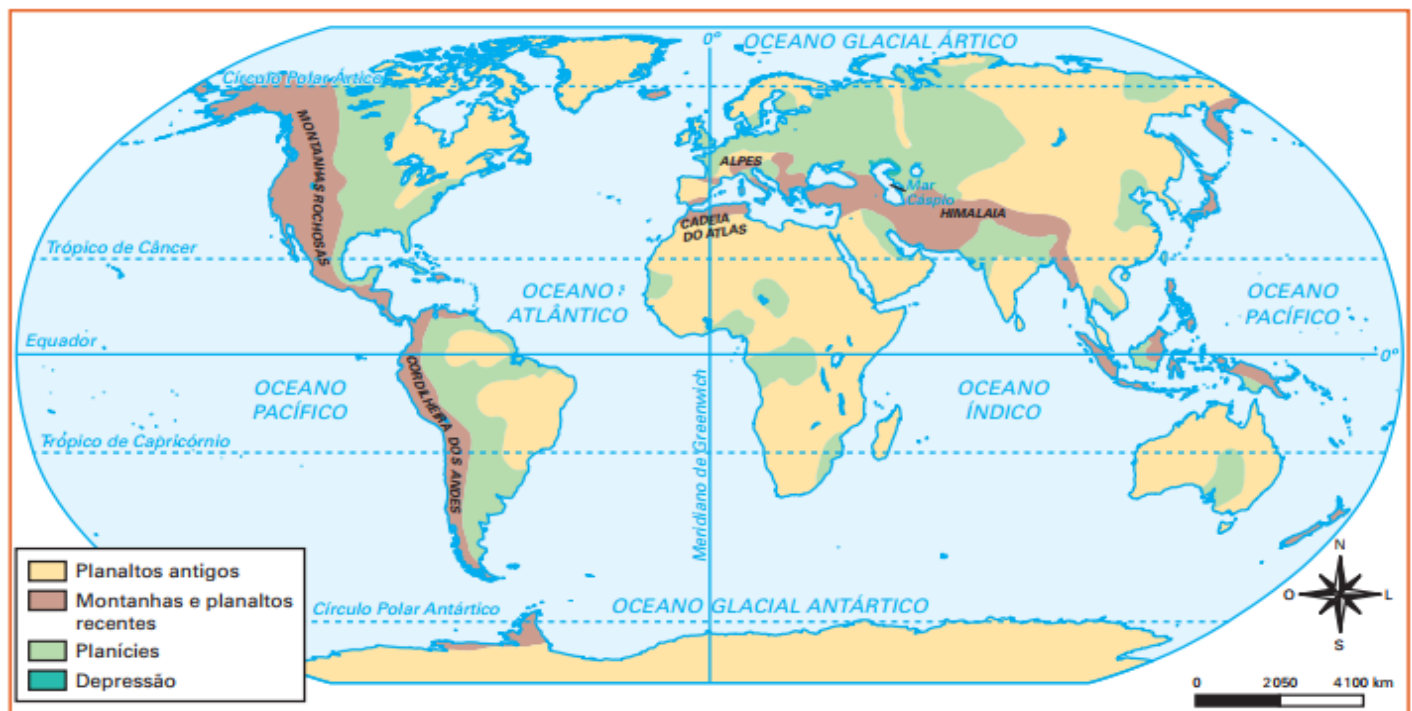 0°
OCEANO GLACIAL ÁRTICO
Círculo Polar Ártico
MONTANHAS ROCHOSAS
ALPES
Mar
Cáspio
HIMALAIA
CADEIA
DO ATLAS
Trópico de Câncer
OCEANO
ATLÂNTICO
OCEANO
PACÍFICO
Equador
0°
CORDILHEIRA DOS ANDES
OCEANO
PACÍFICO
OCEANO
ÍNDICO
Trópico de Capricórnio
Meridiano de Greenwich
Planaltos antigos
Montanhas e planaltos
recentes
Planícies
Depressão
Círculo Polar Antártico
OCEANO GLACIAL ANTÁRTICO
N
O
L
S
0 2 050 4 100 km